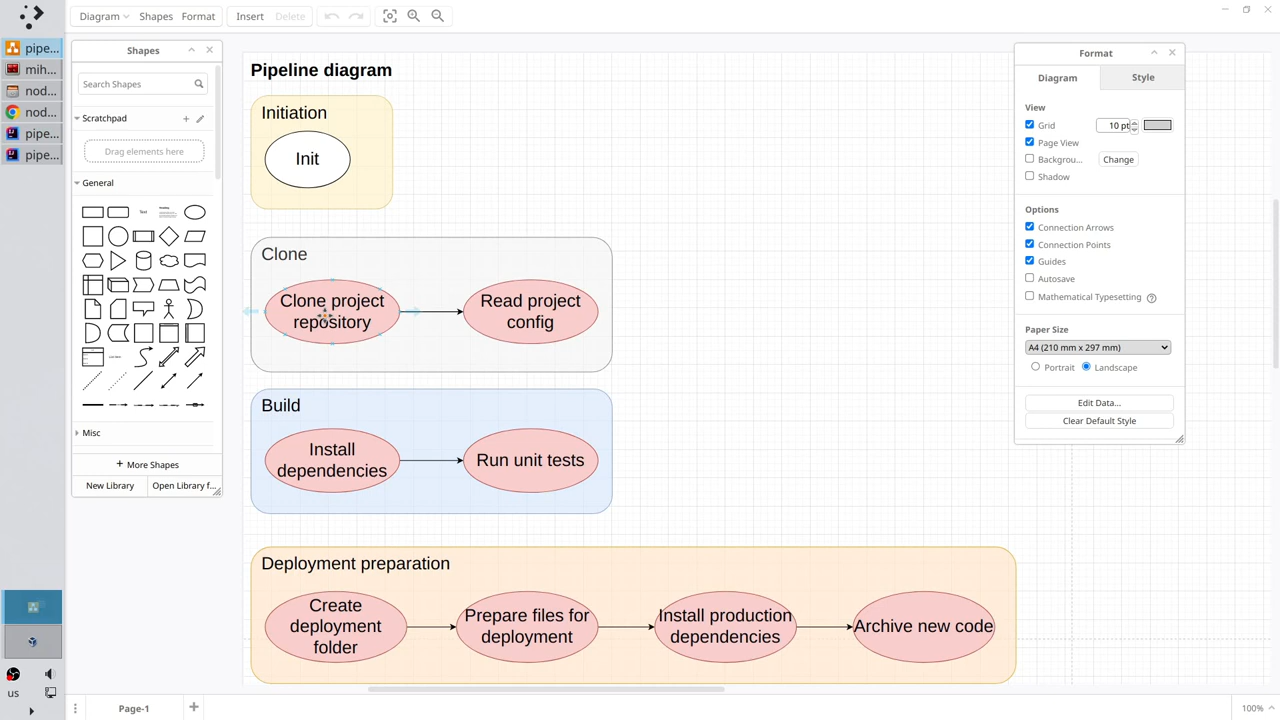 Diagram
Shapes
Format
Insert
Delete
pipe...
mih...
nod...
nod...
pipe...
pipe...
us
Shapes
Search Shapes
Scratchpad
Drag elements here
General
Misc
+ More Shapes
New Library
Open Library f...
Pipeline diagram
Initiation
Init
Clone
Clone project
repository
Read project
config
Build
Install
dependencies
Run unit tests
Deployment preparation
Create
deployment
folder
Prepare files for
deployment
Install production
dependencies
Archive new code
Format
Diagram
Style
View
Grid
10 pt
Page View
Backgrou...
Change
Shadow
Options
Connection Arrows
Connection Points
Guides
Autosave
Mathematical Typesetting
Paper Size
A4 (210 mm x 297 mm)
Portrait
Landscape
Edit Data...
Clear Default Style
Page-1
100%